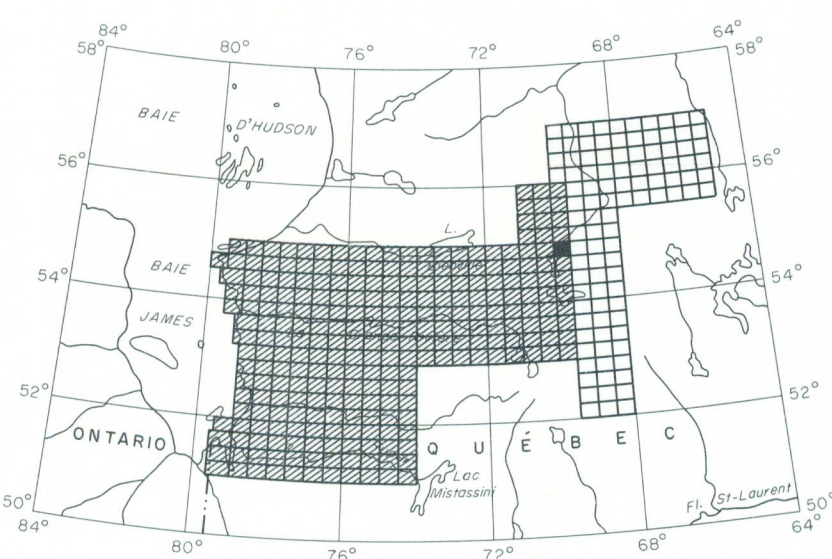 84°
80°
76°
72°
68°
64°
58°
58°
BAIE
D'HUDSON
56°
56°
L.
BAIE
54°
54°
JAMES
52°
52°
ONTARIO
QUÉBEC
Lac
Mistassini
Fl. St-Laurent
50°
50°
84°
80°
76°
72°
68°
64°